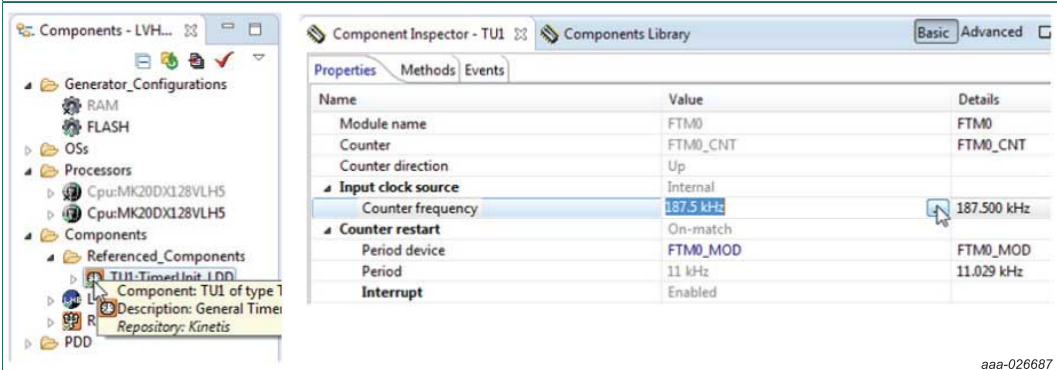 Components - LVH...
Generator_Configurations
RAM
FLASH
OSs
Processors
Cpu:MK20DX128VLH5
Cpu:MK20DX128VLH5
Components
Referenced_Components
TU1:TimerUnit_LDD
Component: TU1 of type T
Description: General Timer
Repository: Kinetis
L
R
PDD
Component Inspector - TU1
Components Library
Basic Advanced
Properties Methods Events
Name Value Details
Module name FTM0 FTM0
Counter FTM0_CNT FTM0_CNT
Counter direction Up
Input clock source Internal
Counter frequency 187.5 kHz 187.500 kHz
Counter restart On-match
Period device FTM0_MOD FTM0_MOD
Period 11 kHz 11.029 kHz
Interrupt Enabled
aaa-026687